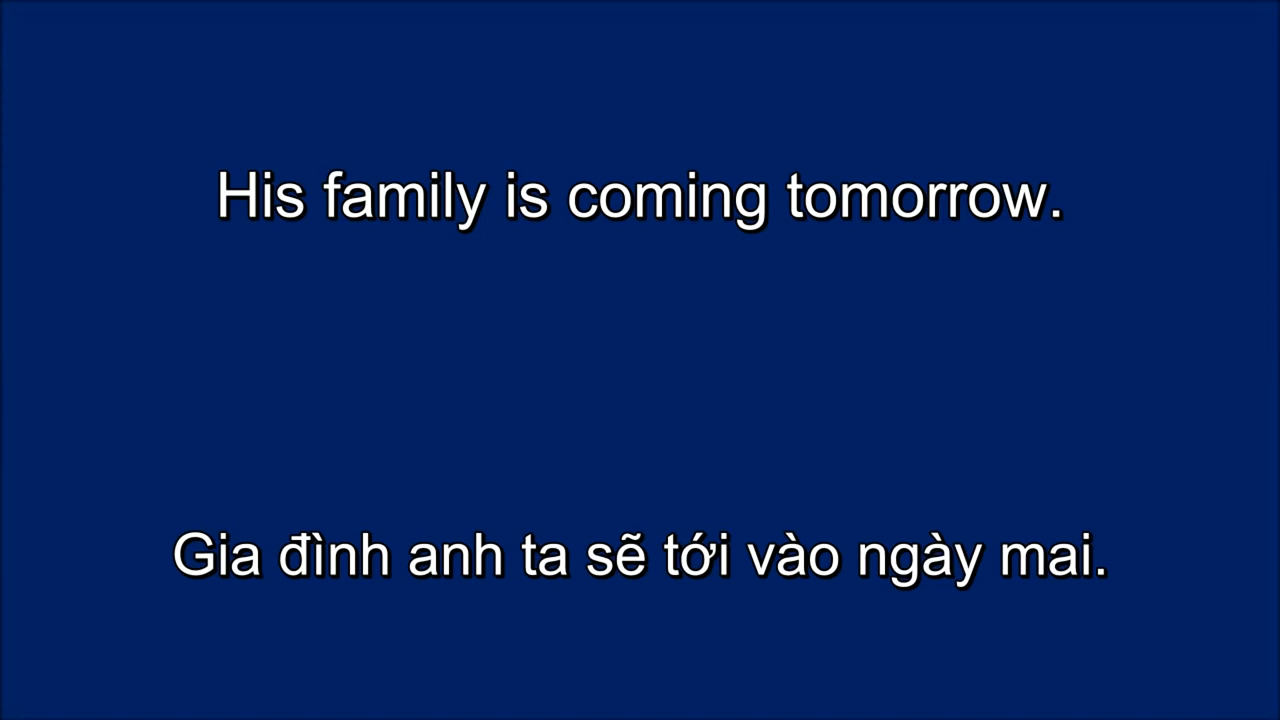 His family is coming tomorrow.
Gia đình anh ta sẽ tới vào ngày mai.